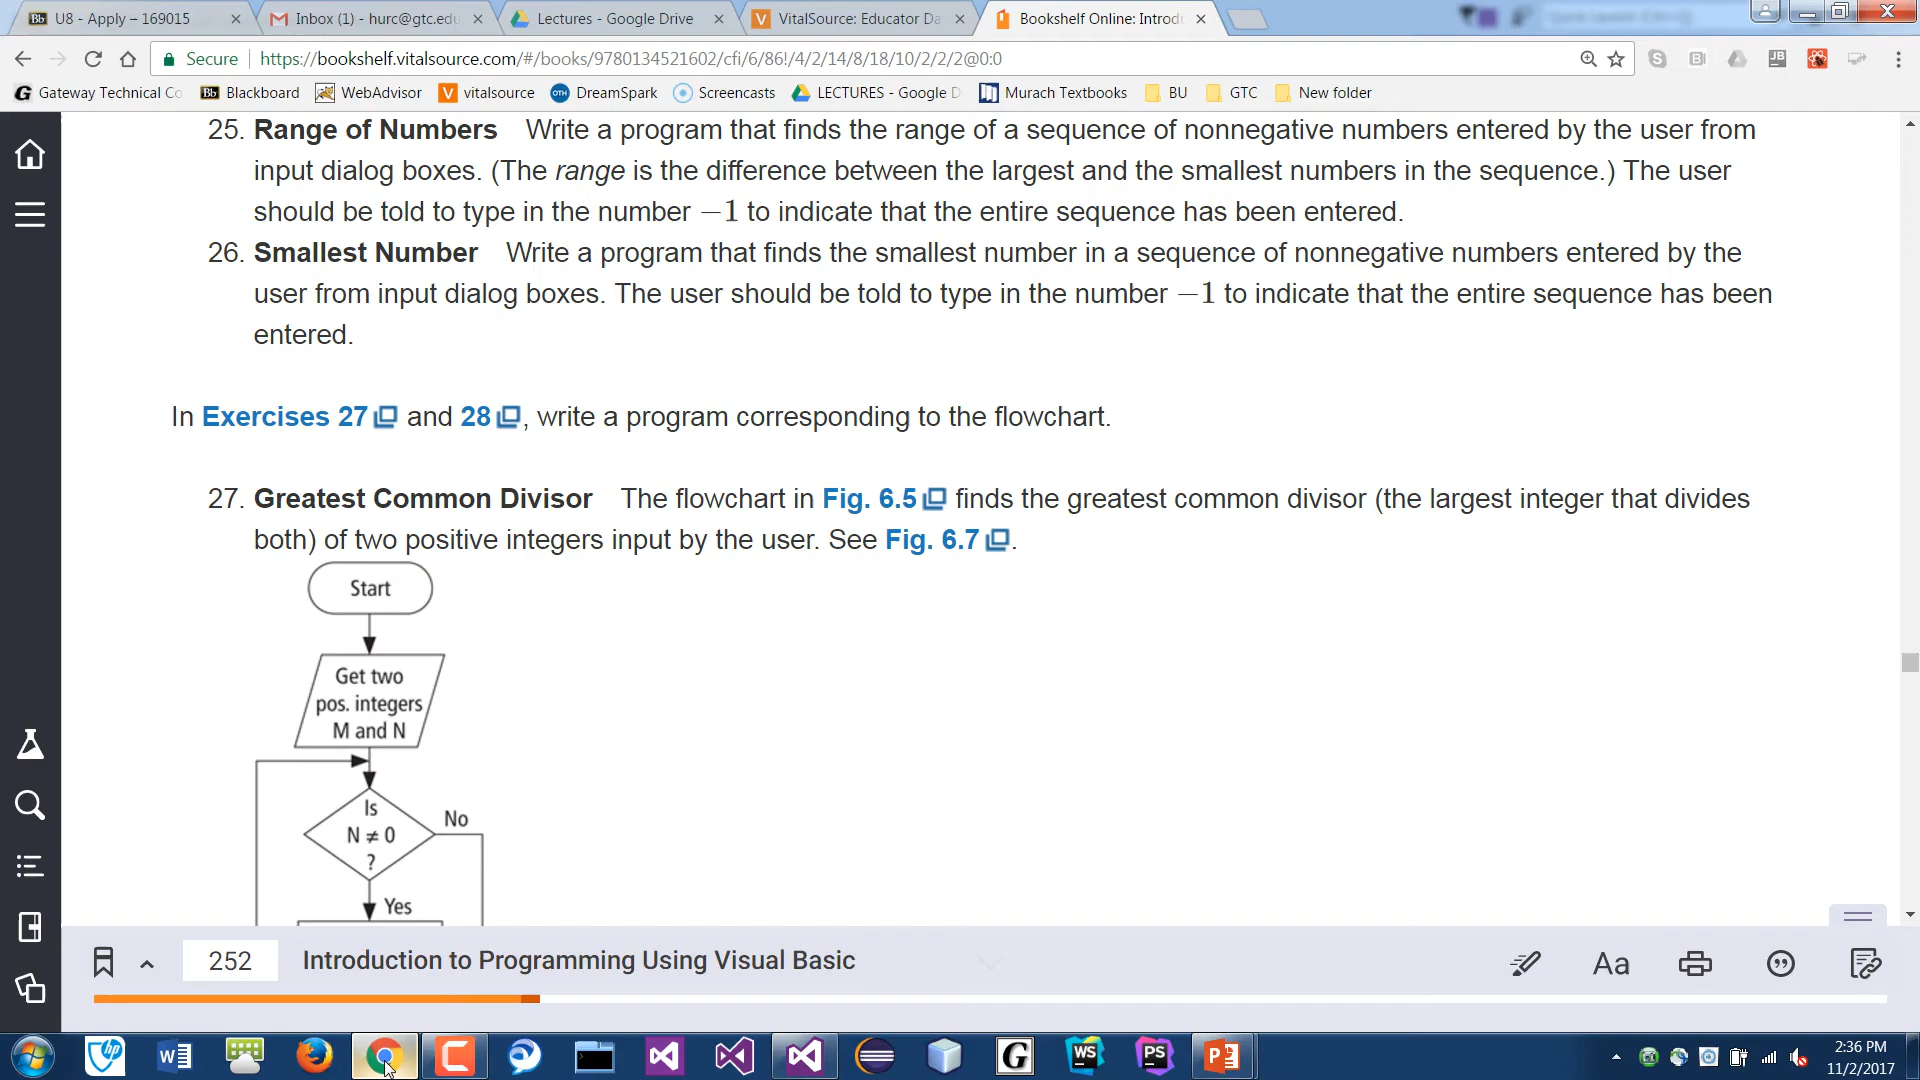 U8 - Apply – 169015
Inbox (1) - hurc@gtc.edu
Lectures - Google Drive
VitalSource: Educator Da
Bookshelf Online: Introdu
Secure
https://bookshelf.vitalsource.com/#/books/9780134521602/cfi/6/86!/4/2/14/8/18/10/2/2/2@0:0
Gateway Technical Co
Blackboard
WebAdvisor
vitalsource
DreamSpark
Screencasts
LECTURES - Google D
Murach Textbooks
BU
GTC
New folder
25. Range of Numbers Write a program that finds the range of a sequence of nonnegative numbers entered by the user from
input dialog boxes. (The range is the difference between the largest and the smallest numbers in the sequence.) The user
should be told to type in the number −1 to indicate that the entire sequence has been entered.
26. Smallest Number Write a program that finds the smallest number in a sequence of nonnegative numbers entered by the
user from input dialog boxes. The user should be told to type in the number −1 to indicate that the entire sequence has been
entered.
In Exercises 27 and 28, write a program corresponding to the flowchart.
27. Greatest Common Divisor The flowchart in Fig. 6.5 finds the greatest common divisor (the largest integer that divides
both) of two positive integers input by the user. See Fig. 6.7.
Start
Get two
pos. integers
M and N
Is
N ≠ 0
?
No
Yes
252
Introduction to Programming Using Visual Basic
Aa
2:36 PM
11/2/2017